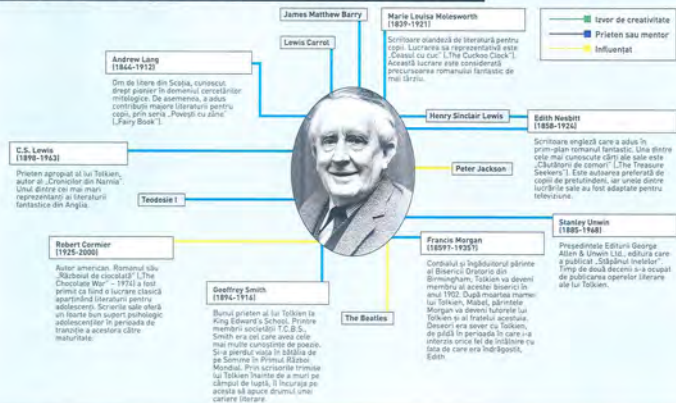 James Matthew Barry
Lewis Carrol
Marie Louisa Molesworth
(1839-1921)
Scriitoare olandeză de literatură pentru
copii. Lucrarea sa reprezentativă este
„Ceasul cu cuc” („The Cuckoo Clock”).
Această lucrare este considerată
precursoarea romanului fantastic de
mai târziu.
Izvor de creativitate
Prieten sau mentor
Influențat
Andrew Lang
(1844-1912)
Om de litere din Scoția, cunoscut
drept pionier în domeniul cercetărilor
mitologice. De asemenea, a adus
contribuții majore literaturii pentru
copii, prin seria „Povești cu zâne”
(„Fairy Book”).
Henry Sinclair Lewis
Edith Nesbitt
(1858-1924)
Scriitoare engleză care a adus în
prim-plan romanul fantastic. Una dintre
cele mai cunoscute cărți ale sale este
„Căutătorii de comori” („The Treasure
Seekers”). Este autoarea preferată de
copiii de pretutindeni, iar unele dintre
lucrările sale au fost adaptate pentru
televiziune.
C.S. Lewis
(1898-1963)
Prieten apropiat al lui Tolkien,
autor al „Cronicilor din Narnia”.
Unul dintre cei mai mari
reprezentanți ai literaturii
fantastice din Anglia.
Peter Jackson
Teodosie I
Stanley Unwin
(1885-1968)
Președintele Editurii George
Allen & Unwin Ltd., editura care
a publicat „Stăpânul Inelelor”.
Timp de două decenii s-a ocupat
de publicarea operelor literare
ale lui Tolkien.
Robert Cormier
(1925-2000)
Autor american. Romanul său
„Războiul de ciocolată” („The
Chocolate War” – 1974) a fost
primit ca fiind o lucrare clasică
aparținând literaturii pentru
adolescenți. Scrierile sale oferă
un foarte bun suport psihologic
adolescenților în perioada de
tranziție a acestora către
maturitate.
Geoffrey Smith
(1894-1916)
Bunul prieten al lui Tolkien la
King Edward's School. Printre
membrii societății T.C.B.S.,
Smith era cel care avea cele
mai multe cunoștințe de poezie.
Și-a pierdut viața în bătălia de
pe Somme în Primul Război
Mondial. Prin scrisorile trimise
lui Tolkien înainte de a muri pe
câmpul de luptă, îl încuraja pe
acesta să apuce drumul unei
cariere literare.
The Beatles
Francis Morgan
(1859?-1935?)
Cordialul și îngăduitorul părinte
al Bisericii Oratorio din
Birmingham; Tolkien va deveni
membru al acestei biserici în
anul 1902. După moartea mamei
lui Tolkien, Mabel, părintele
Morgan va deveni tutorele lui
Tolkien și al fratelui acestuia.
Deseori era sever cu Tolkien,
de pildă în perioada în care i-a
interzis orice fel de întâlnire cu
fata de care era îndrăgostit,
Edith.